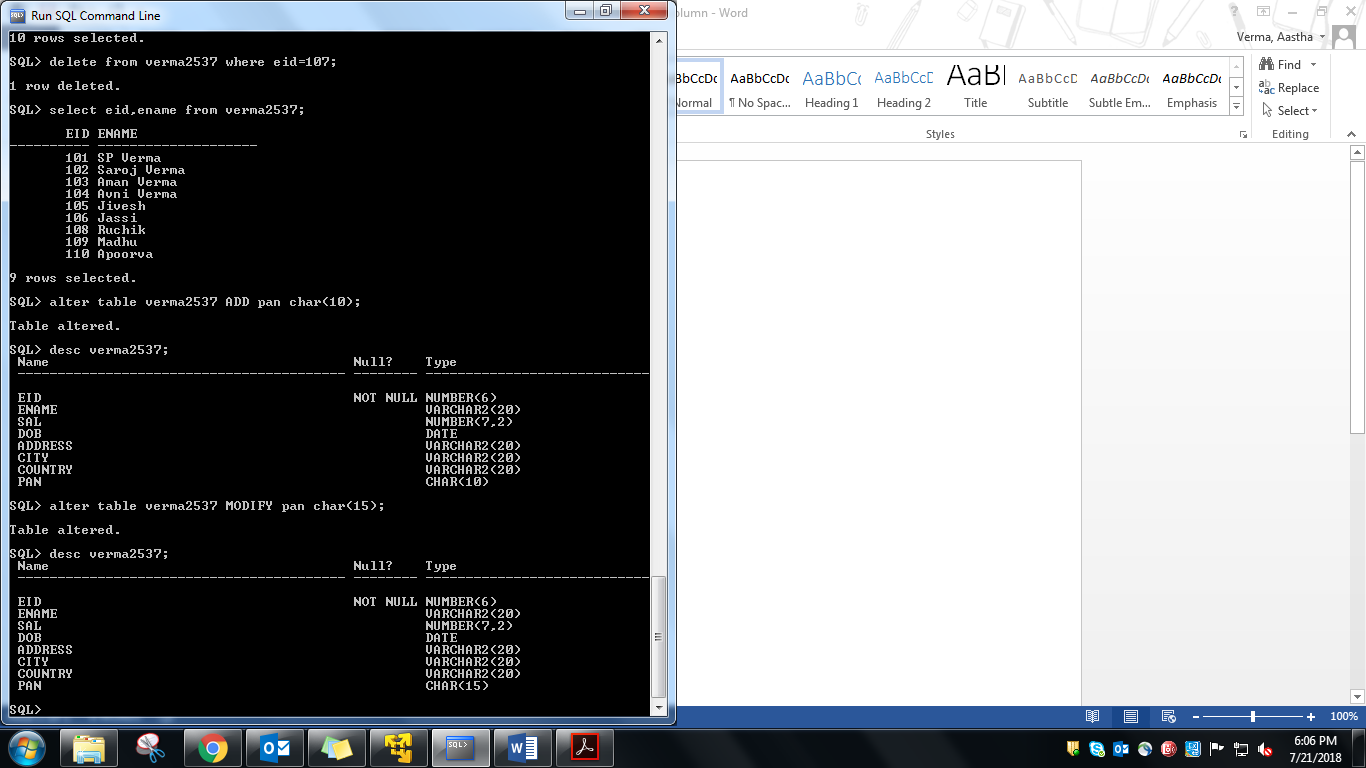 Run SQL Command Line
10 rows selected.
SQL> delete from verma2537 where eid=107;
1 row deleted.
SQL> select eid,ename from verma2537;
EID ENAME
---------- --------------------
101 SP Verma
102 Saroj Verma
103 Aman Verma
104 Avni Verma
105 Jivesh
106 Jassi
108 Ruchik
109 Madhu
110 Apoorva
9 rows selected.
SQL> alter table verma2537 ADD pan char(10);
Table altered.
SQL> desc verma2537;
Name Null? Type
----------------------------------------- -------- ----------------------------
EID NOT NULL NUMBER(6)
ENAME VARCHAR2(20)
SAL NUMBER(7,2)
DOB DATE
ADDRESS VARCHAR2(20)
CITY VARCHAR2(20)
COUNTRY VARCHAR2(20)
PAN CHAR(10)
SQL> alter table verma2537 MODIFY pan char(15);
Table altered.
SQL> desc verma2537;
Name Null? Type
----------------------------------------- -------- ----------------------------
EID NOT NULL NUMBER(6)
ENAME VARCHAR2(20)
SAL NUMBER(7,2)
DOB DATE
ADDRESS VARCHAR2(20)
CITY VARCHAR2(20)
COUNTRY VARCHAR2(20)
PAN CHAR(15)
SQL>
olumn - Word
?
Verma, Aastha
BbCcDc AaBbCcDc AaBbCc AaBbCcD AaB AaBbCcD AaBbCcDc AaBbCcDc
Normal ¶ No Spac... Heading 1 Heading 2 Title Subtitle Subtle Em... Emphasis
Styles
Find
Replace
Select
Editing
100%
SQL>
6:06 PM
7/21/2018